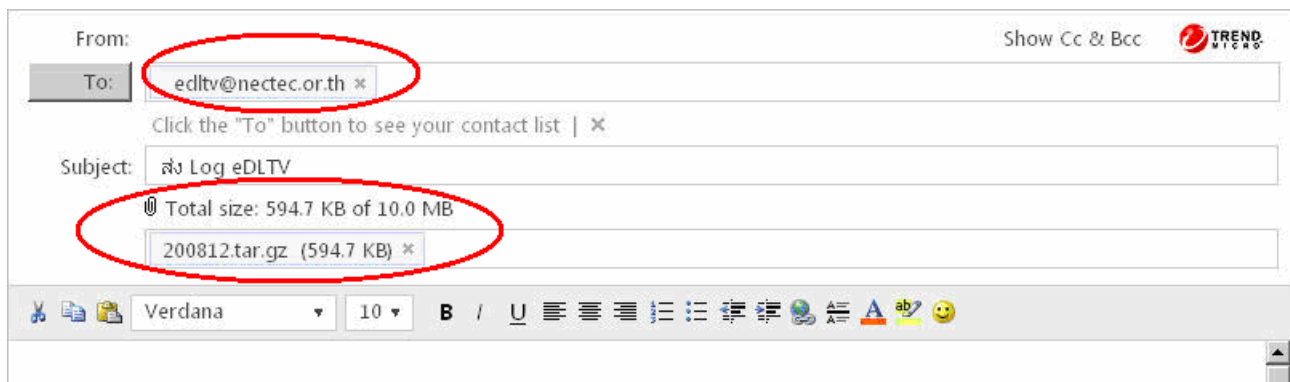 From: Show Cc & Bcc TREND MICRO
To: edltv@nectec.or.th ×
Click the "To" button to see your contact list | ×
Subject: ส่ง Log eDLTV
Total size: 594.7 KB of 10.0 MB
200812.tar.gz (594.7 KB) ×
Verdana 10 B I U A ab